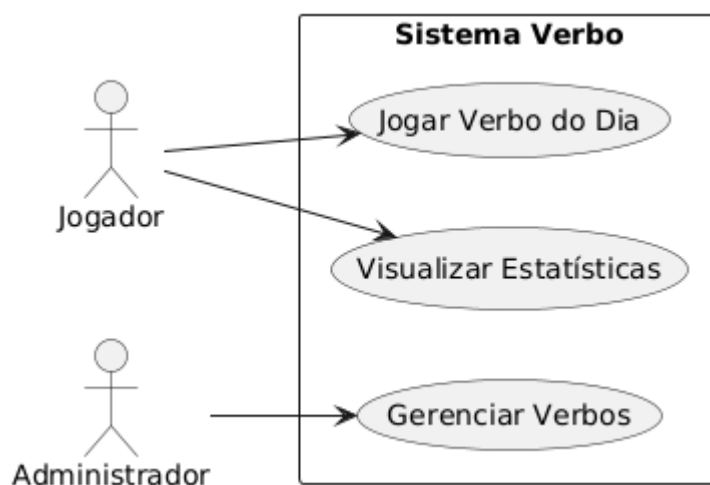 Sistema Verbo
Jogar Verbo do Dia
Jogador
Visualizar Estatísticas
Gerenciar Verbos
Administrador